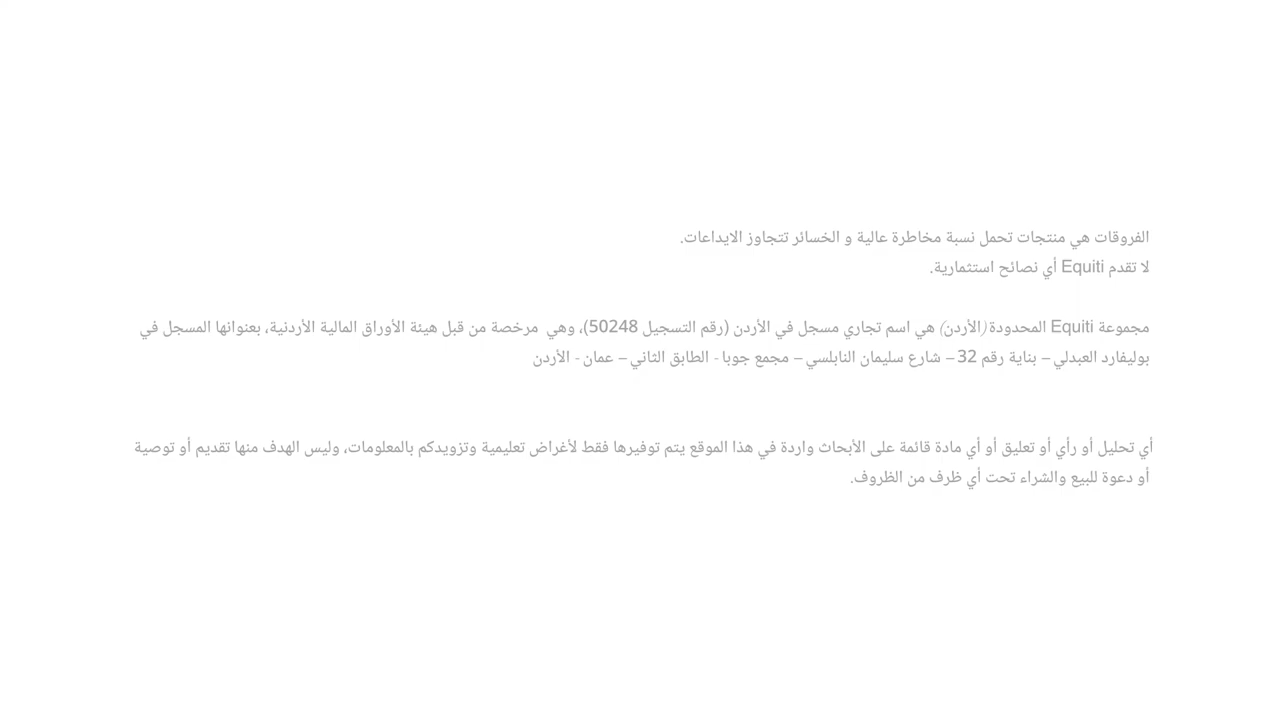 الفروقات هي منتجات تحمل نسبة مخاطرة عالية و الخسائر تتجاوز الايداعات.
لا تقدم Equiti أي نصائح استثمارية.
مجموعة Equiti المحدودة (الأردن) هي اسم تجاري مسجل في الأردن (رقم التسجيل 50248)، وهي مرخصة من قبل هيئة الأوراق المالية الأردنية، بعنوانها المسجل في
بوليفارد العبدلي – بناية رقم 32 – شارع سليمان النابلسي – مجمع جوبا - الطابق الثاني – عمان - الأردن
أي تحليل أو رأي أو تعليق أو أي مادة قائمة على الأبحاث واردة في هذا الموقع يتم توفيرها فقط لأغراض تعليمية وتزويدكم بالمعلومات، وليس الهدف منها تقديم أو توصية
أو دعوة للبيع والشراء تحت أي ظرف من الظروف.